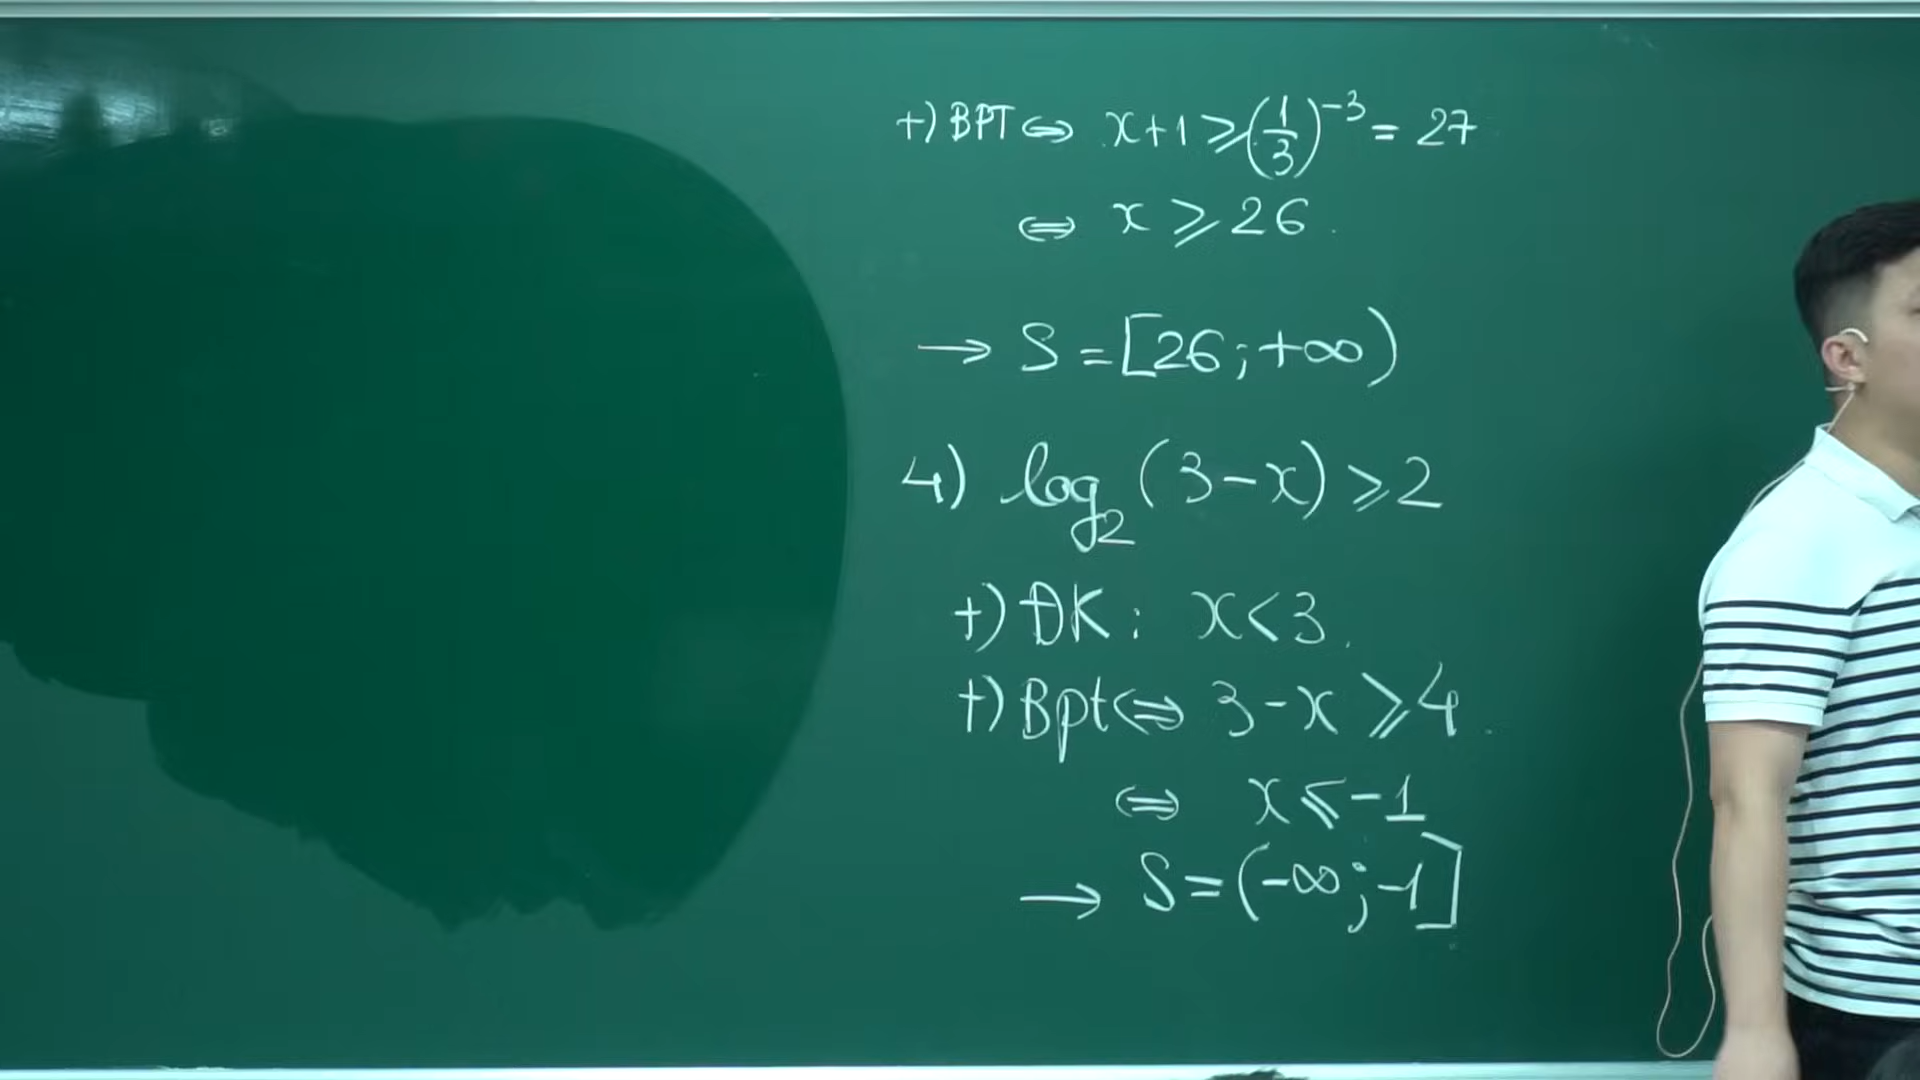 +) BPT ⇔ x+1 ⩾ (1/3)^-3 = 27
⇔ x ⩾ 26.
→ S = [26; +∞)
4) log₂ (3-x) ⩾ 2
+) ĐK: x < 3.
+) Bpt ⇔ 3-x ⩾ 4.
⇔ x ⩽ -1
→ S = (-∞; -1]